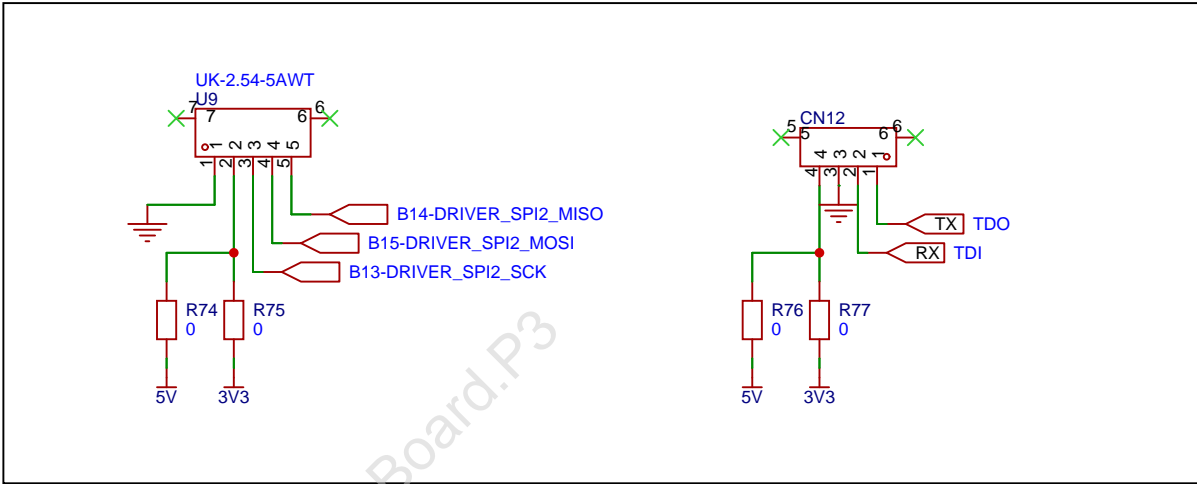 UK-2.54-5AWT
U9
7
7
6
6
1
2
3
4
5
1
2
3
4
5
B14-DRIVER_SPI2_MISO
B15-DRIVER_SPI2_MOSI
B13-DRIVER_SPI2_SCK
R74
0
R75
0
5V
3V3
CN12
5
5
6
6
4
3
2
1
4
3
2
1
TX
TDO
RX
TDI
R76
0
R77
0
5V
3V3
Board.P3